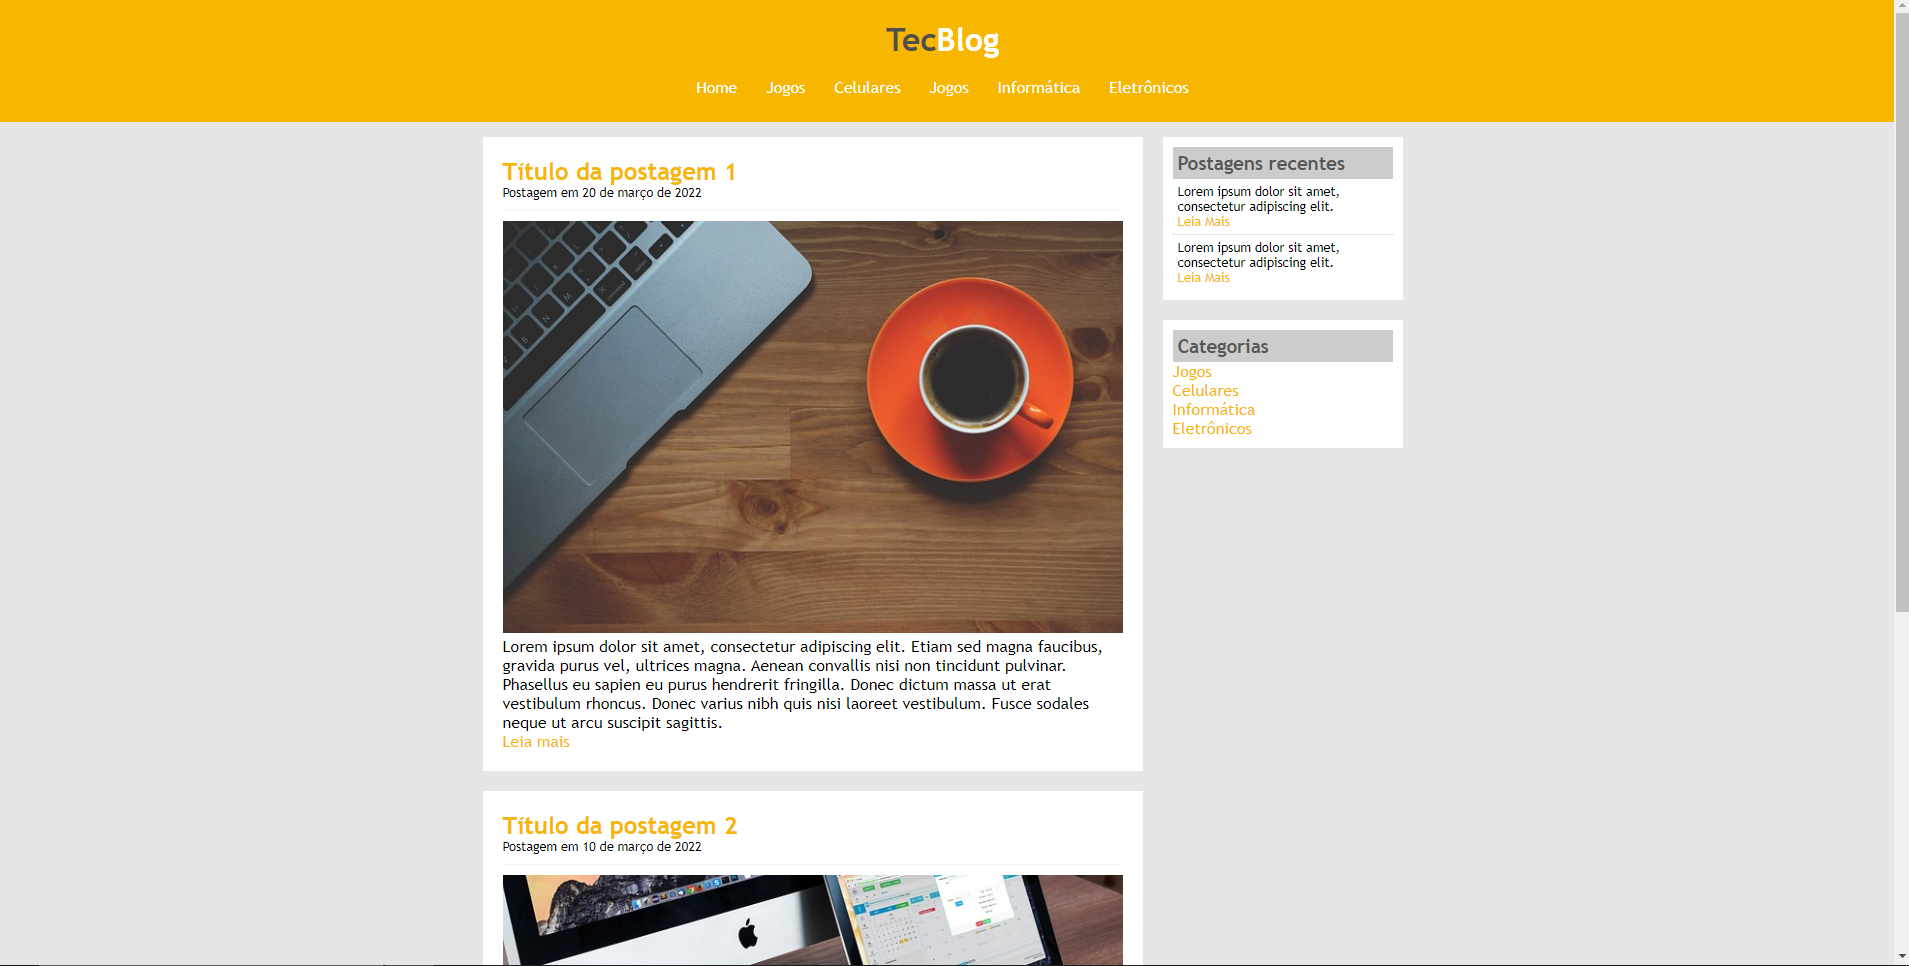 TecBlog
Home Jogos Celulares Jogos Informática Eletrônicos
Título da postagem 1
Postagem em 20 de março de 2022
Lorem ipsum dolor sit amet, consectetur adipiscing elit. Etiam sed magna faucibus,
gravida purus vel, ultrices magna. Aenean convallis nisi non tincidunt pulvinar.
Phasellus eu sapien eu purus hendrerit fringilla. Donec dictum massa ut erat
vestibulum rhoncus. Donec varius nibh quis nisi laoreet vestibulum. Fusce sodales
neque ut arcu suscipit sagittis.
Leia mais
Título da postagem 2
Postagem em 10 de março de 2022
Postagens recentes
Lorem ipsum dolor sit amet,
consectetur adipiscing elit.
Leia Mais
Lorem ipsum dolor sit amet,
consectetur adipiscing elit.
Leia Mais
Categorias
Jogos
Celulares
Informática
Eletrônicos